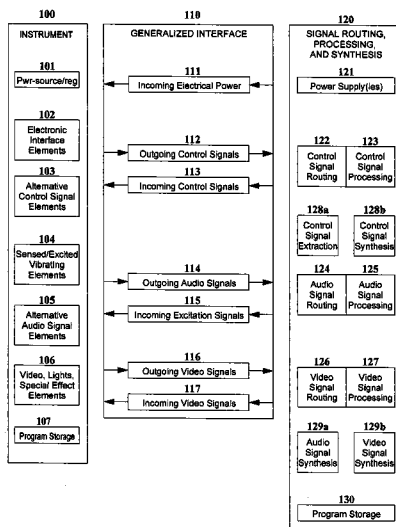 100
INSTRUMENT
101
Pwr-source/reg
102
Electronic
Interface
Elements
103
Alternative
Control Signal
Elements
104
Sensed/Excited
Vibrating
Elements
105
Alternative
Audio Signal
Elements
106
Video, Lights,
Special Effect
Elements
107
Program Storage
110
GENERALIZED INTERFACE
111
Incoming Electrical Power
112
Outgoing Control Signals
113
Incoming Control Signals
114
Outgoing Audio Signals
115
Incoming Excitation Signals
116
Outgoing Video Signals
117
Incoming Video Signals
120
SIGNAL ROUTING,
PROCESSING,
AND SYNTHESIS
121
Power Supply(ies)
122 123
Control Control
Signal Signal
Routing Processing
128a 128b
Control Control
Signal Signal
Extraction Synthesis
124 125
Audio Audio
Signal Signal
Routing Processing
126 127
Video Video
Signal Signal
Routing Processing
129a 129b
Audio Video
Signal Signal
Synthesis Synthesis
130
Program Storage